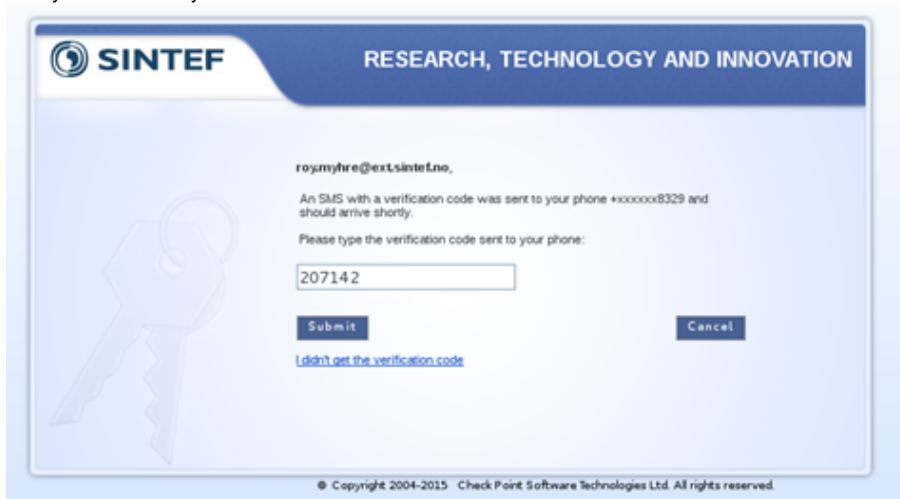 SINTEF
RESEARCH, TECHNOLOGY AND INNOVATION
roy.myhre@ext.sintef.no,
An SMS with a verification code was sent to your phone +xxxxxx8329 and
should arrive shortly.
Please type the verification code sent to your phone:
207142
Submit
Cancel
I didn't get the verification code
© Copyright 2004-2015 Check Point Software Technologies Ltd. All rights reserved.